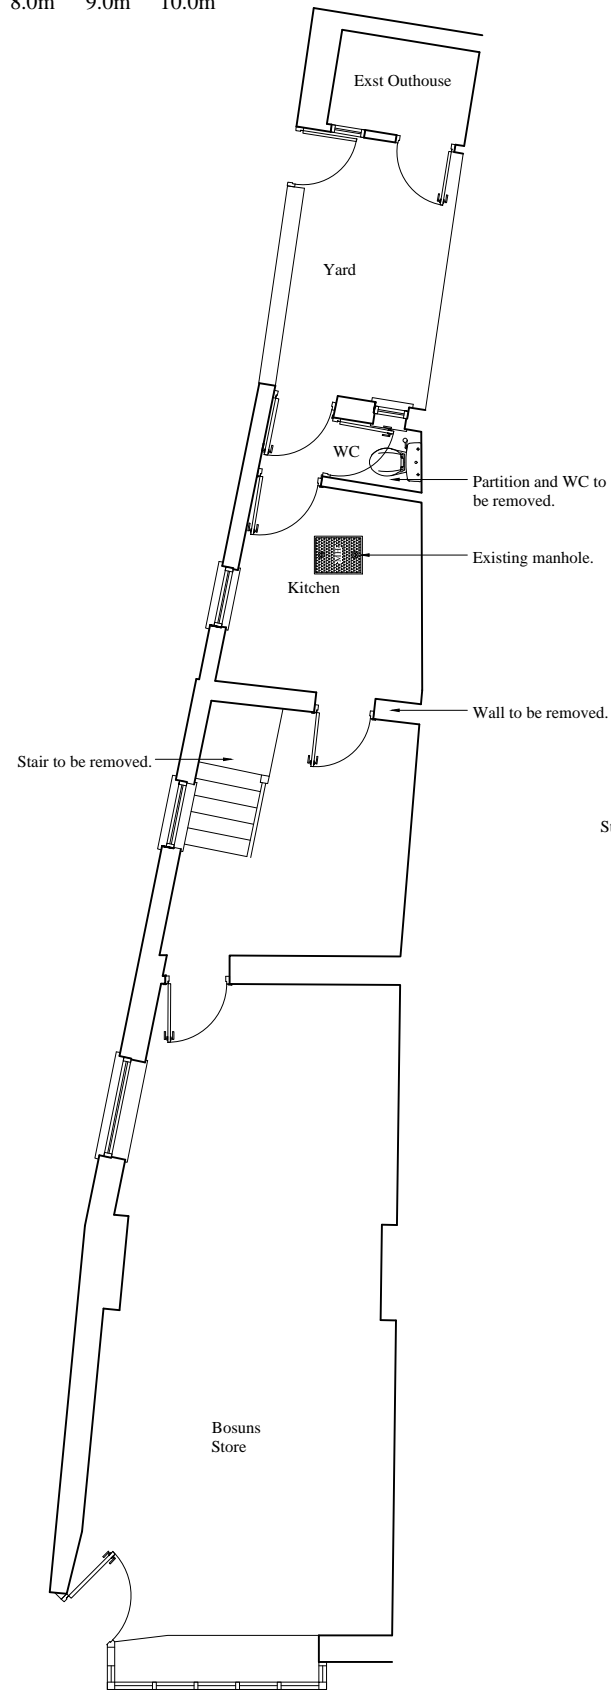 8.0m 9.0m 10.0m
Exst Outhouse
Yard
WC
Partition and WC to
be removed.
Existing manhole.
Kitchen
Wall to be removed.
Stair to be removed.
Bosuns
Store